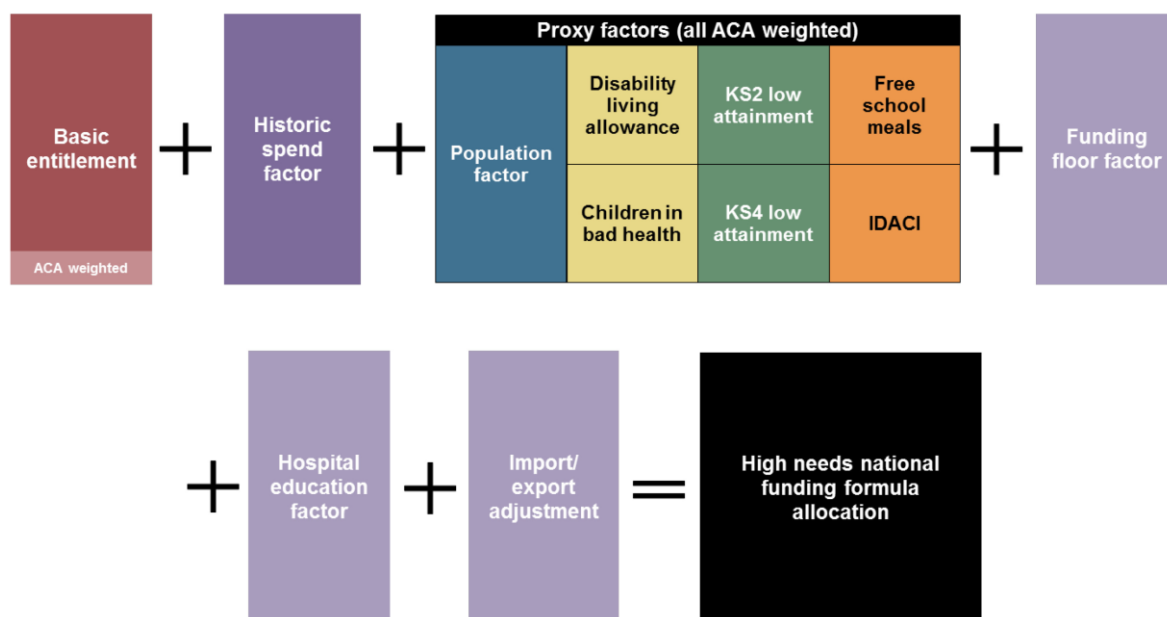 Basic
entitlement
ACA weighted
+
Historic
spend
factor
+
Proxy factors (all ACA weighted)
Population
factor
Disability
living
allowance
KS2 low
attainment
Free
school
meals
Children in
bad health
KS4 low
attainment
IDACI
+
Funding
floor factor
+
Hospital
education
factor
+
Import/
export
adjustment
=
High needs national
funding formula
allocation